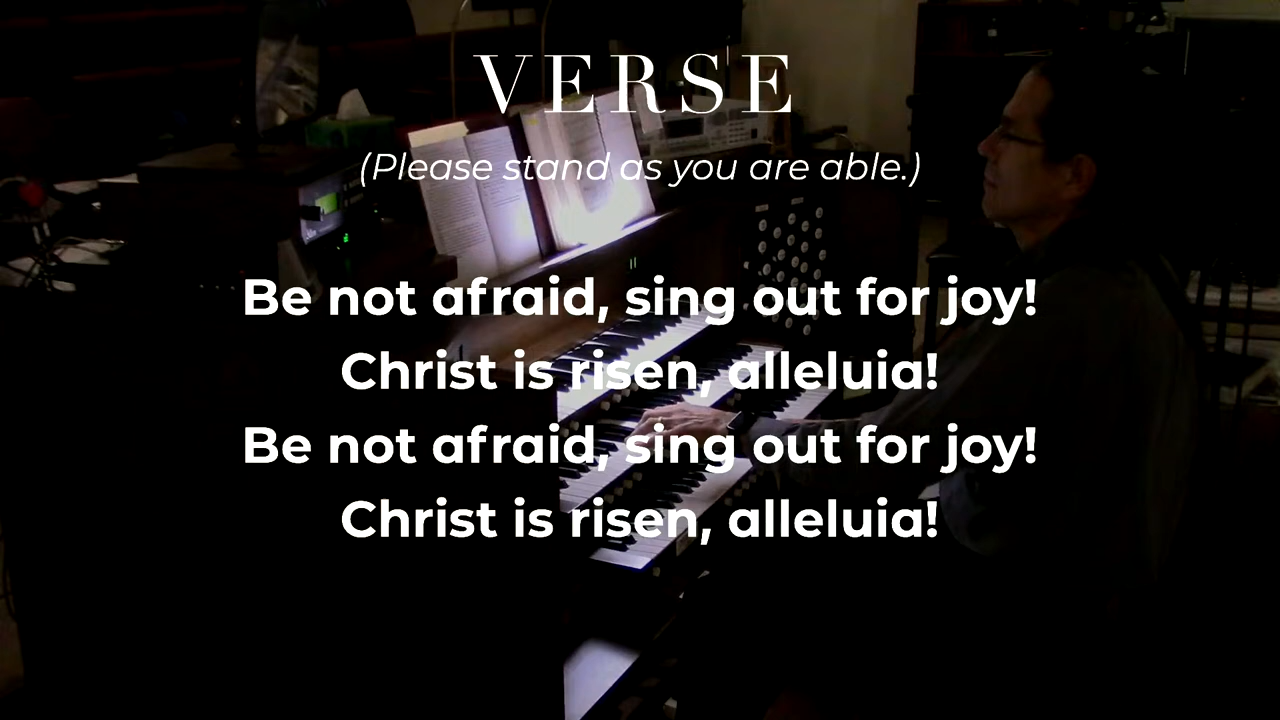 VERSE
(Please stand as you are able.)
Be not afraid, sing out for joy!
Christ is risen, alleluia!
Be not afraid, sing out for joy!
Christ is risen, alleluia!